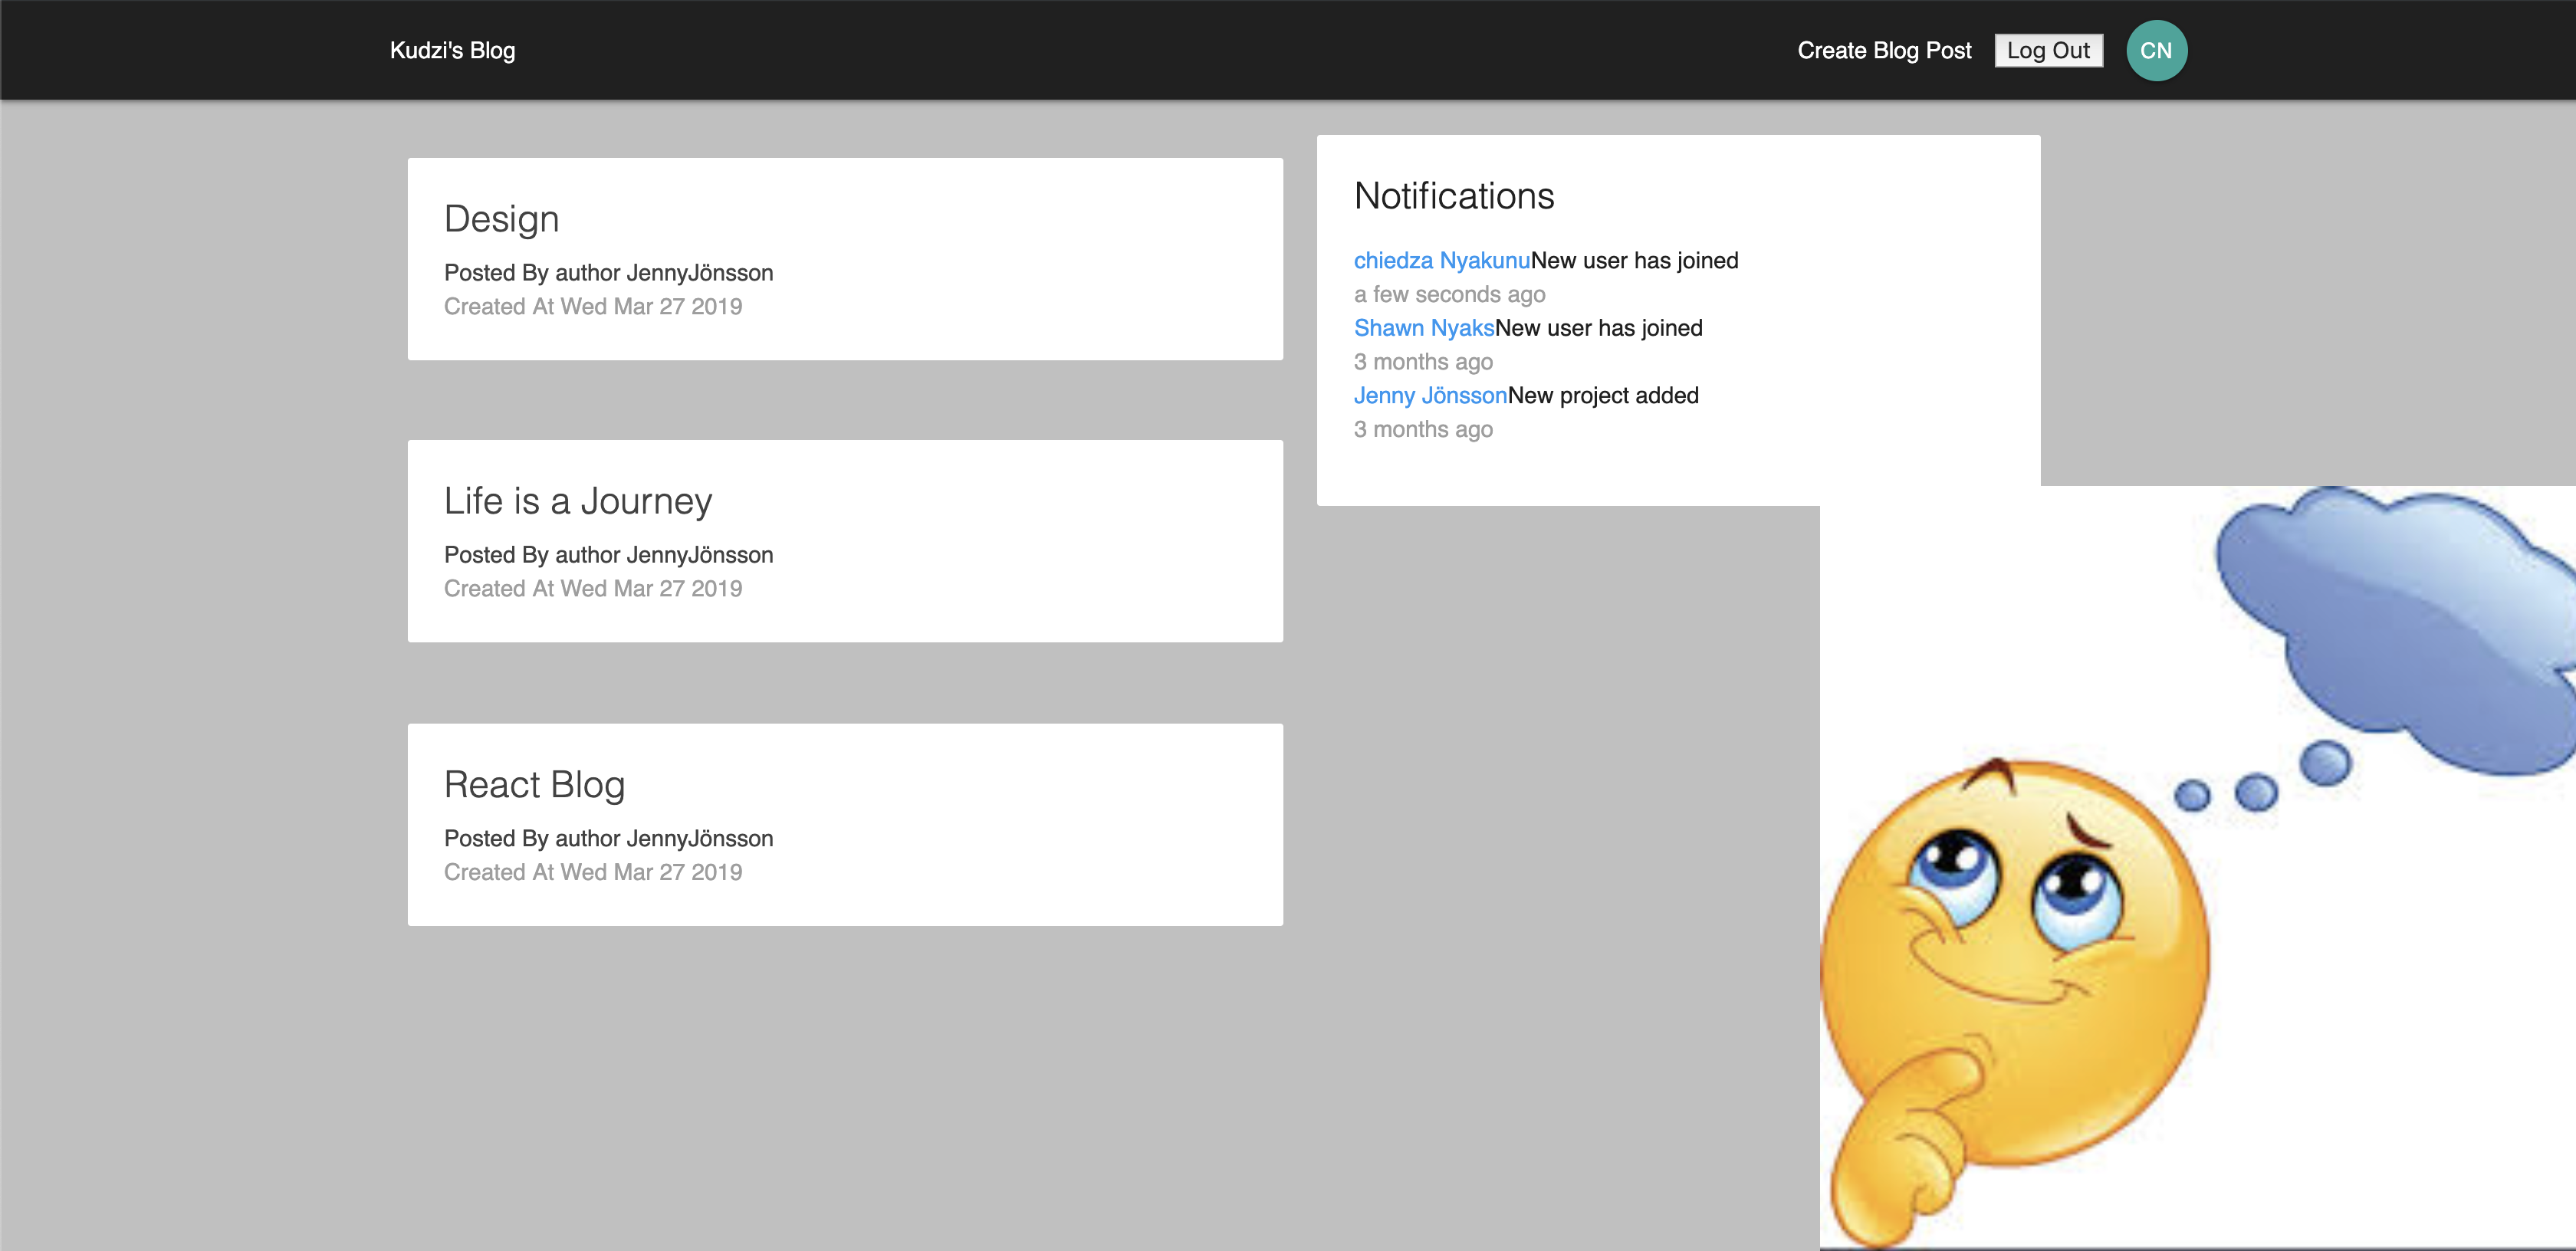 Kudzi's Blog
Create Blog Post
Log Out
CN
Design
Posted By author JennyJönsson
Created At Wed Mar 27 2019
Life is a Journey
Posted By author JennyJönsson
Created At Wed Mar 27 2019
React Blog
Posted By author JennyJönsson
Created At Wed Mar 27 2019
Notifications
chiedza NyakunuNew user has joined
a few seconds ago
Shawn NyaksNew user has joined
3 months ago
Jenny JönssonNew project added
3 months ago